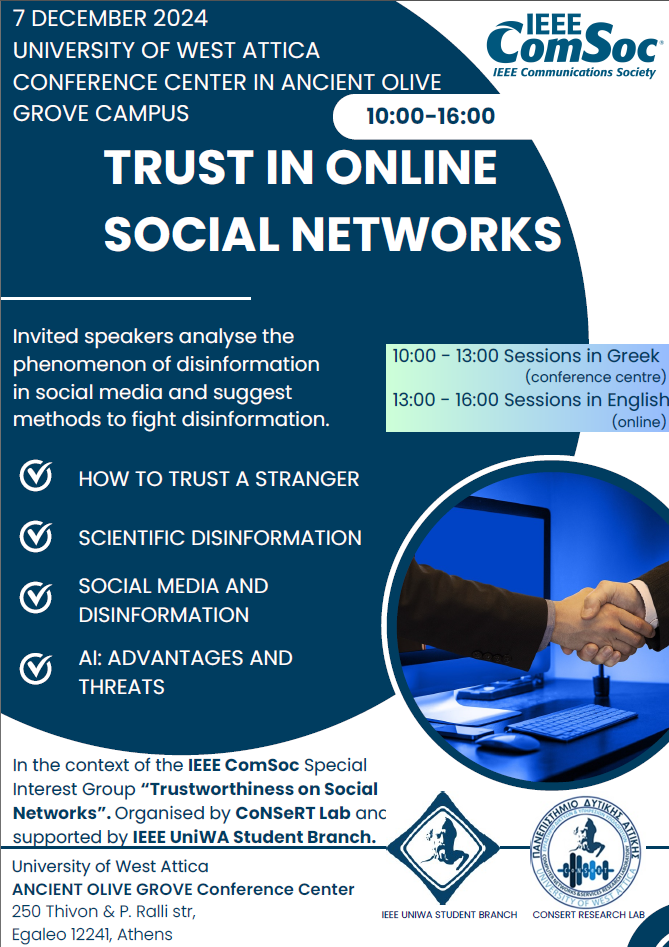 7 DECEMBER 2024
UNIVERSITY OF WEST ATTICA
CONFERENCE CENTER IN ANCIENT OLIVE
GROVE CAMPUS
IEEE
ComSoc®
IEEE Communications Society
10:00-16:00
TRUST IN ONLINE
SOCIAL NETWORKS
Invited speakers analyse the
phenomenon of disinformation
in social media and suggest
methods to fight disinformation.
10:00 - 13:00 Sessions in Greek
(conference centre)
13:00 - 16:00 Sessions in English
(online)
HOW TO TRUST A STRANGER
SCIENTIFIC DISINFORMATION
SOCIAL MEDIA AND
DISINFORMATION
AI: ADVANTAGES AND
THREATS
In the context of the IEEE ComSoc Special
Interest Group “Trustworthiness on Social
Networks”. Organised by CoNSeRT Lab and
supported by IEEE UniWA Student Branch.
University of West Attica
ANCIENT OLIVE GROVE Conference Center
250 Thivon & P. Ralli str,
Egaleo 12241, Athens
IEEE UNIWA STUDENT BRANCH
ΠΑΝΕΠΙΣΤΗΜΙΟ ΔΥΤΙΚΗΣ ΑΤΤΙΚΗΣ
UNIVERSITY OF WEST ATTICA
CONSERT RESEARCH LAB